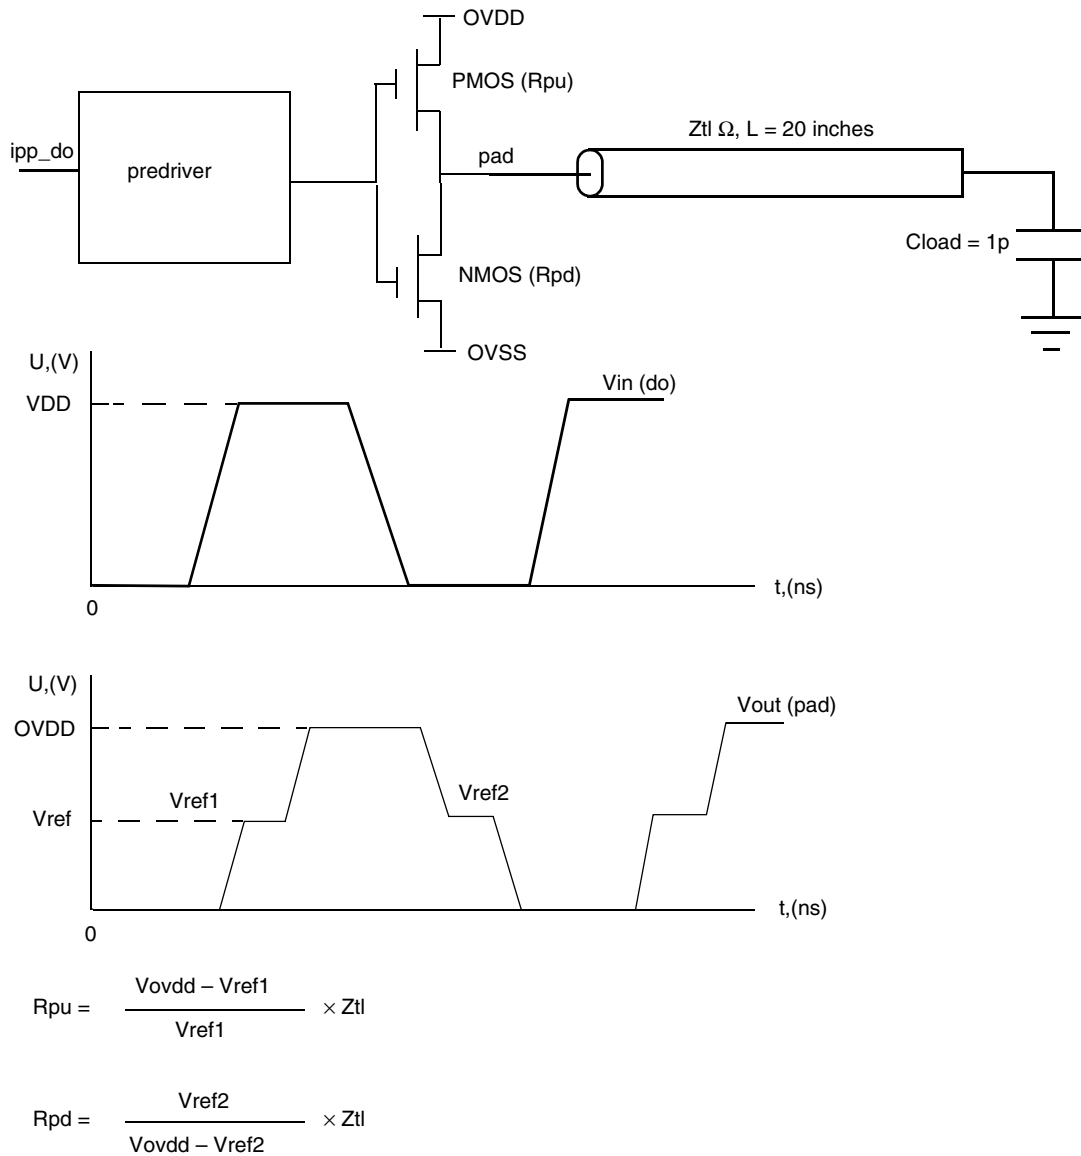 OVDD
PMOS (Rpu)
Ztl Ω, L = 20 inches
ipp_do
predriver
pad
Cload = 1p
NMOS (Rpd)
OVSS
U,(V)
VDD
Vin (do)
t,(ns)
0
U,(V)
OVDD
Vout (pad)
Vref1
Vref2
Vref
t,(ns)
0
Vovdd – Vref1
Rpu = × Ztl
Vref1
Vref2
Rpd = × Ztl
Vovdd – Vref2